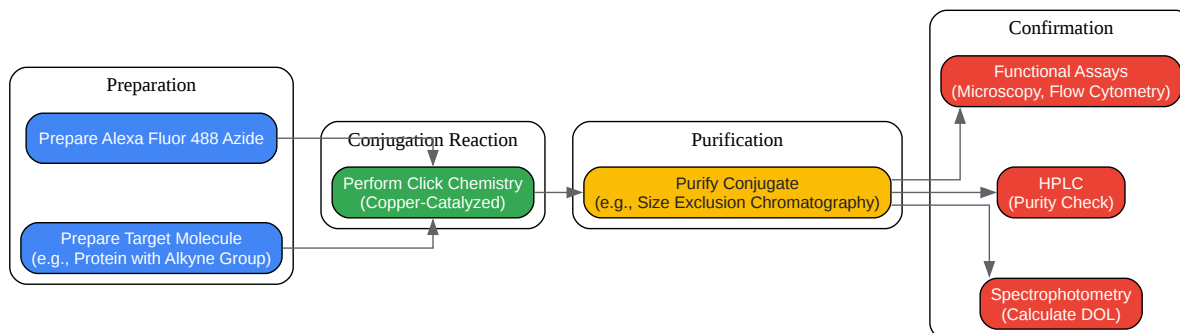 Preparation
Prepare Alexa Fluor 488 Azide
Prepare Target Molecule
(e.g., Protein with Alkyne Group)
Conjugation Reaction
Perform Click Chemistry
(Copper-Catalyzed)
Purification
Purify Conjugate
(e.g., Size Exclusion Chromatography)
Confirmation
Functional Assays
(Microscopy, Flow Cytometry)
HPLC
(Purity Check)
Spectrophotometry
(Calculate DOL)